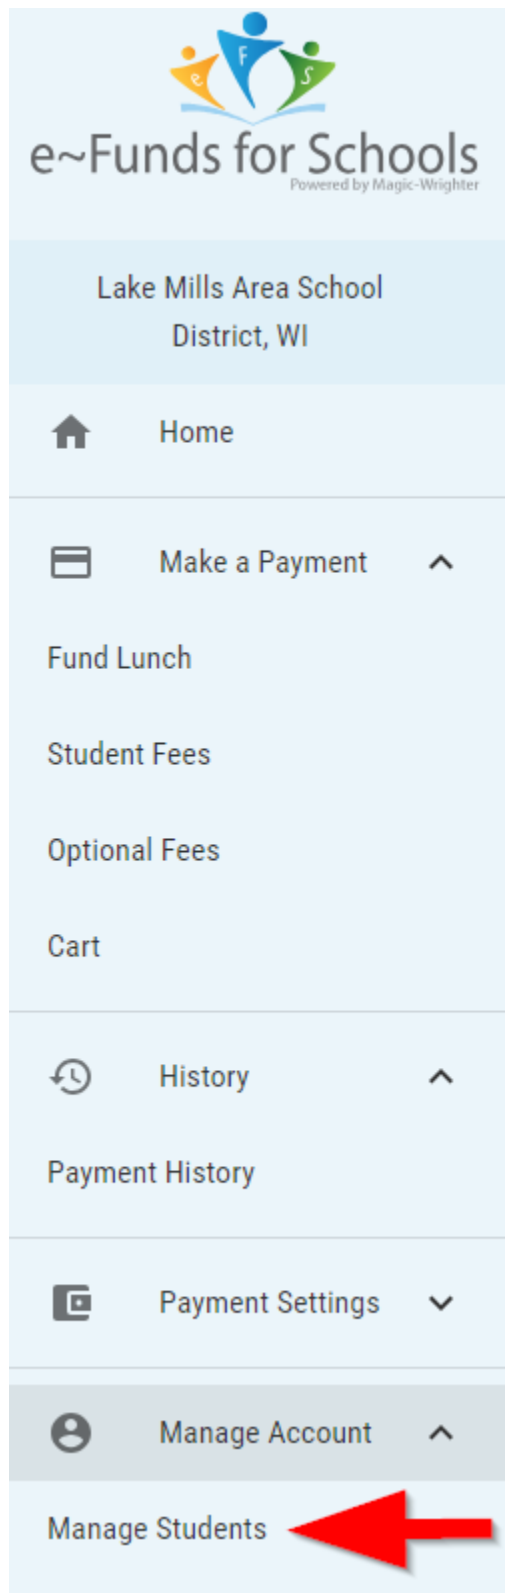 e F S
e~Funds for Schools
Powered by Magic-Wrighter
Lake Mills Area School
District, WI
Home
Make a Payment
Fund Lunch
Student Fees
Optional Fees
Cart
History
Payment History
Payment Settings
Manage Account
Manage Students